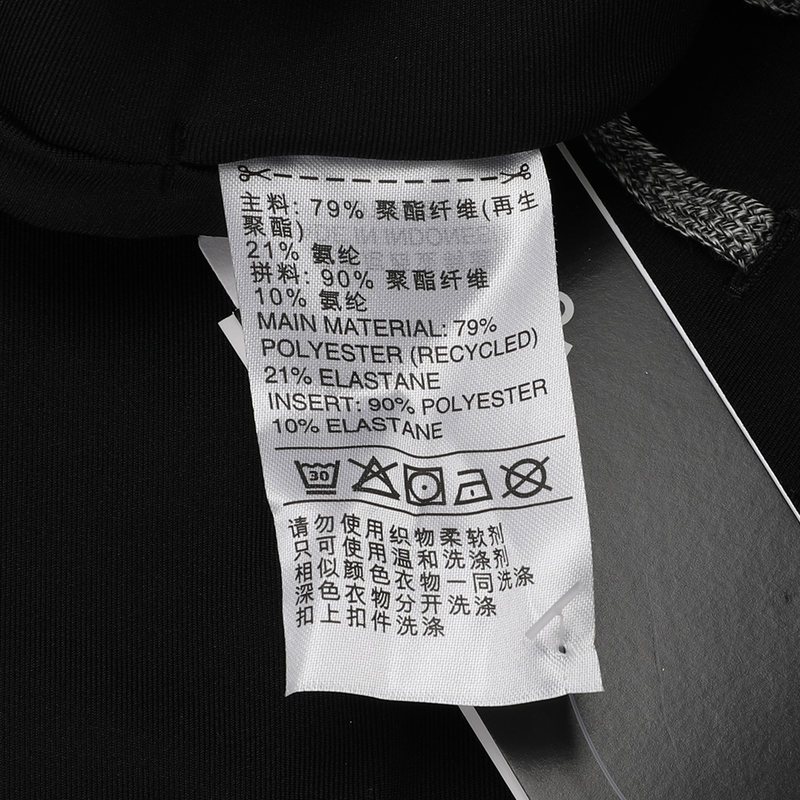 主料: 79% 聚酯纤维(再生
聚酯)
21% 氨纶
拼料: 90% 聚酯纤维
10% 氨纶
MAIN MATERIAL: 79%
POLYESTER (RECYCLED)
21% ELASTANE
INSERT: 90% POLYESTER
10% ELASTANE
30
请勿使用织物柔软剂
只可使用温和洗涤剂
相似颜色衣物一同洗涤
深色衣物分开洗涤
扣上扣件洗涤